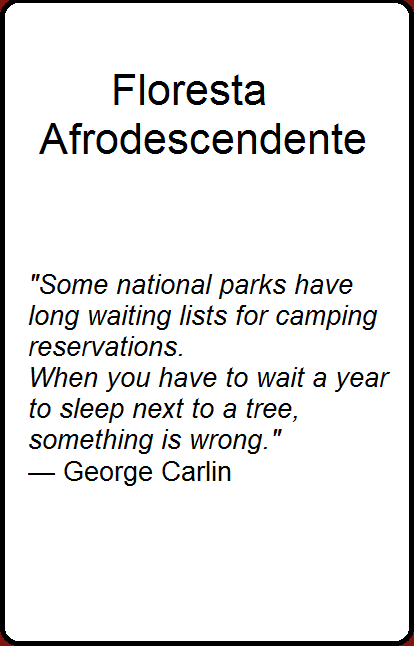 Floresta
Afrodescendente
"Some national parks have
long waiting lists for camping
reservations.
When you have to wait a year
to sleep next to a tree,
something is wrong."
— George Carlin